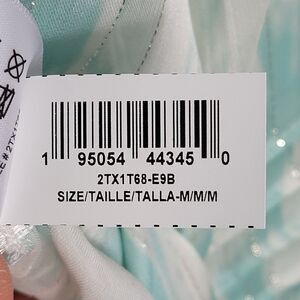 1 95054 44345 0
2TX1T68-E9B
SIZE/TAILLE/TALLA-M/M/M